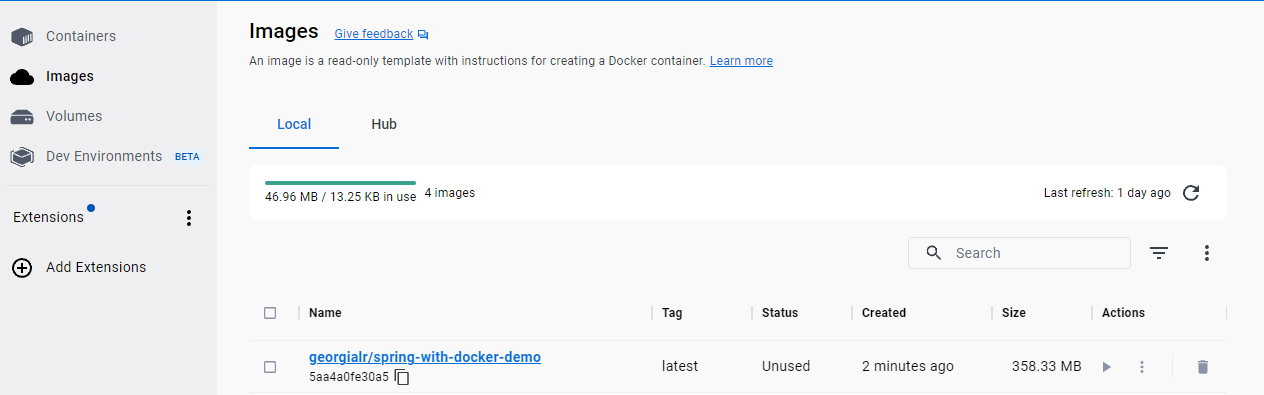 Containers
Images
Volumes
Dev Environments BETA
Extensions
Add Extensions
Images Give feedback
An image is a read-only template with instructions for creating a Docker container. Learn more
Local Hub
46.96 MB / 13.25 KB in use 4 images Last refresh: 1 day ago
Search
Name Tag Status Created Size Actions
georgialr/spring-with-docker-demo latest Unused 2 minutes ago 358.33 MB
5aa4a0fe30a5